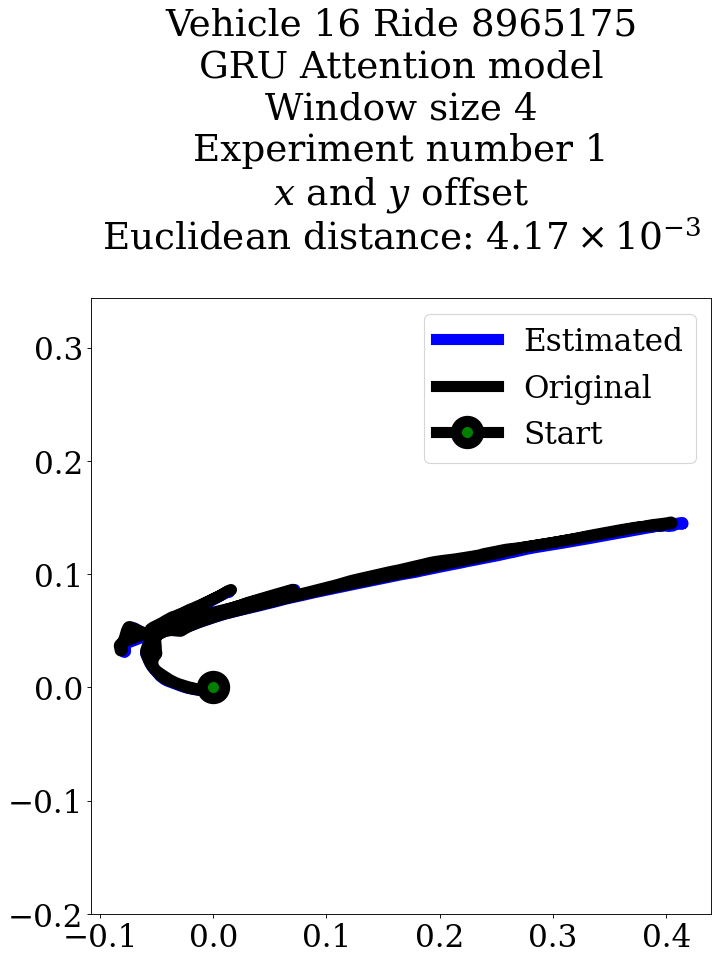 Vehicle 16 Ride 8965175
GRU Attention model
Window size 4
Experiment number 1
x and y offset
Euclidean distance: 4.17 × 10⁻³
Estimated
Original
Start
0.3
0.2
0.1
0.0
−0.1
−0.2
−0.1 0.0 0.1 0.2 0.3 0.4